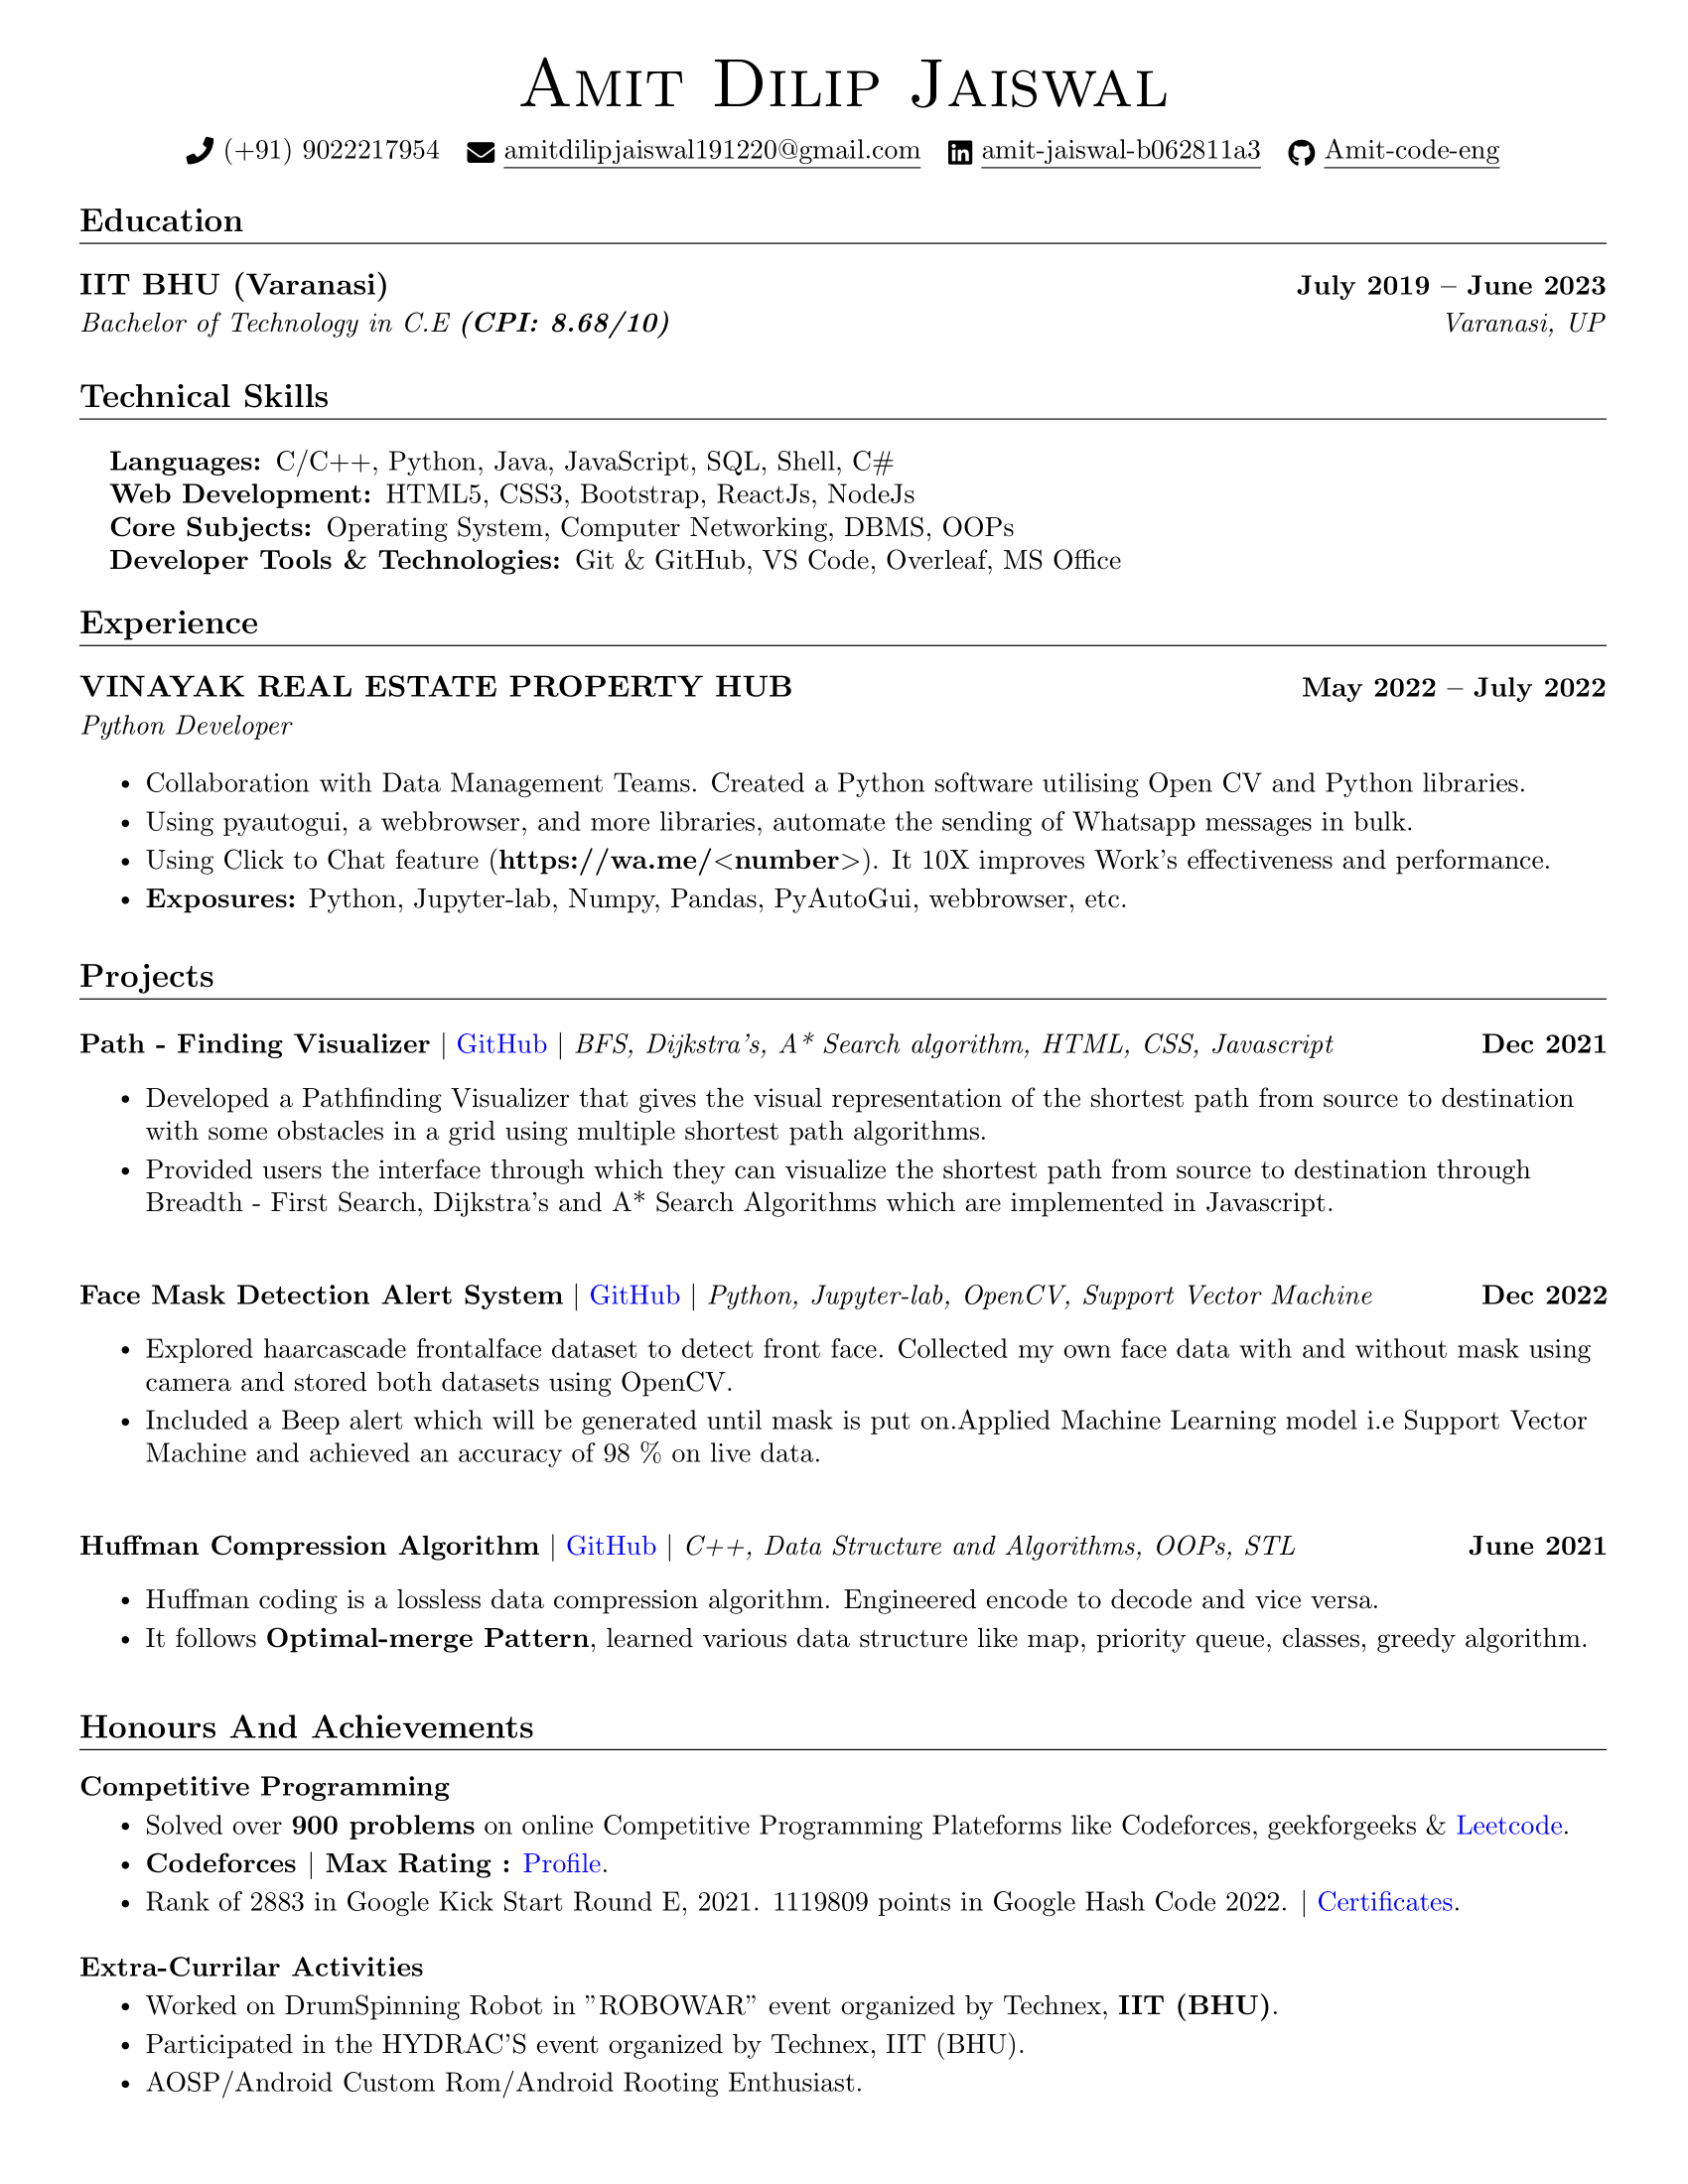 Amit Dilip Jaiswal
(+91) 9022217954 amitdilipjaiswal191220@gmail.com amit-jaiswal-b062811a3 Amit-code-eng
Education
IIT BHU (Varanasi) July 2019 – June 2023
Bachelor of Technology in C.E (CPI: 8.68/10) Varanasi, UP
Technical Skills
Languages: C/C++, Python, Java, JavaScript, SQL, Shell, C#
Web Development: HTML5, CSS3, Bootstrap, ReactJs, NodeJs
Core Subjects: Operating System, Computer Networking, DBMS, OOPs
Developer Tools & Technologies: Git & GitHub, VS Code, Overleaf, MS Office
Experience
VINAYAK REAL ESTATE PROPERTY HUB May 2022 – July 2022
Python Developer
• Collaboration with Data Management Teams. Created a Python software utilising Open CV and Python libraries.
• Using pyautogui, a webbrowser, and more libraries, automate the sending of Whatsapp messages in bulk.
• Using Click to Chat feature (https://wa.me/<number>). It 10X improves Work's effectiveness and performance.
• Exposures: Python, Jupyter-lab, Numpy, Pandas, PyAutoGui, webbrowser, etc.
Projects
Path - Finding Visualizer | GitHub | BFS, Dijkstra's, A* Search algorithm, HTML, CSS, Javascript Dec 2021
• Developed a Pathfinding Visualizer that gives the visual representation of the shortest path from source to destination
with some obstacles in a grid using multiple shortest path algorithms.
• Provided users the interface through which they can visualize the shortest path from source to destination through
Breadth - First Search, Dijkstra's and A* Search Algorithms which are implemented in Javascript.
Face Mask Detection Alert System | GitHub | Python, Jupyter-lab, OpenCV, Support Vector Machine Dec 2022
• Explored haarcascade frontalface dataset to detect front face. Collected my own face data with and without mask using
camera and stored both datasets using OpenCV.
• Included a Beep alert which will be generated until mask is put on.Applied Machine Learning model i.e Support Vector
Machine and achieved an accuracy of 98 % on live data.
Huffman Compression Algorithm | GitHub | C++, Data Structure and Algorithms, OOPs, STL June 2021
• Huffman coding is a lossless data compression algorithm. Engineered encode to decode and vice versa.
• It follows Optimal-merge Pattern, learned various data structure like map, priority queue, classes, greedy algorithm.
Honours And Achievements
Competitive Programming
• Solved over 900 problems on online Competitive Programming Plateforms like Codeforces, geekforgeeks & Leetcode.
• Codeforces | Max Rating : Profile.
• Rank of 2883 in Google Kick Start Round E, 2021. 1119809 points in Google Hash Code 2022. | Certificates.
Extra-Currilar Activities
• Worked on DrumSpinning Robot in "ROBOWAR" event organized by Technex, IIT (BHU).
• Participated in the HYDRAC'S event organized by Technex, IIT (BHU).
• AOSP/Android Custom Rom/Android Rooting Enthusiast.